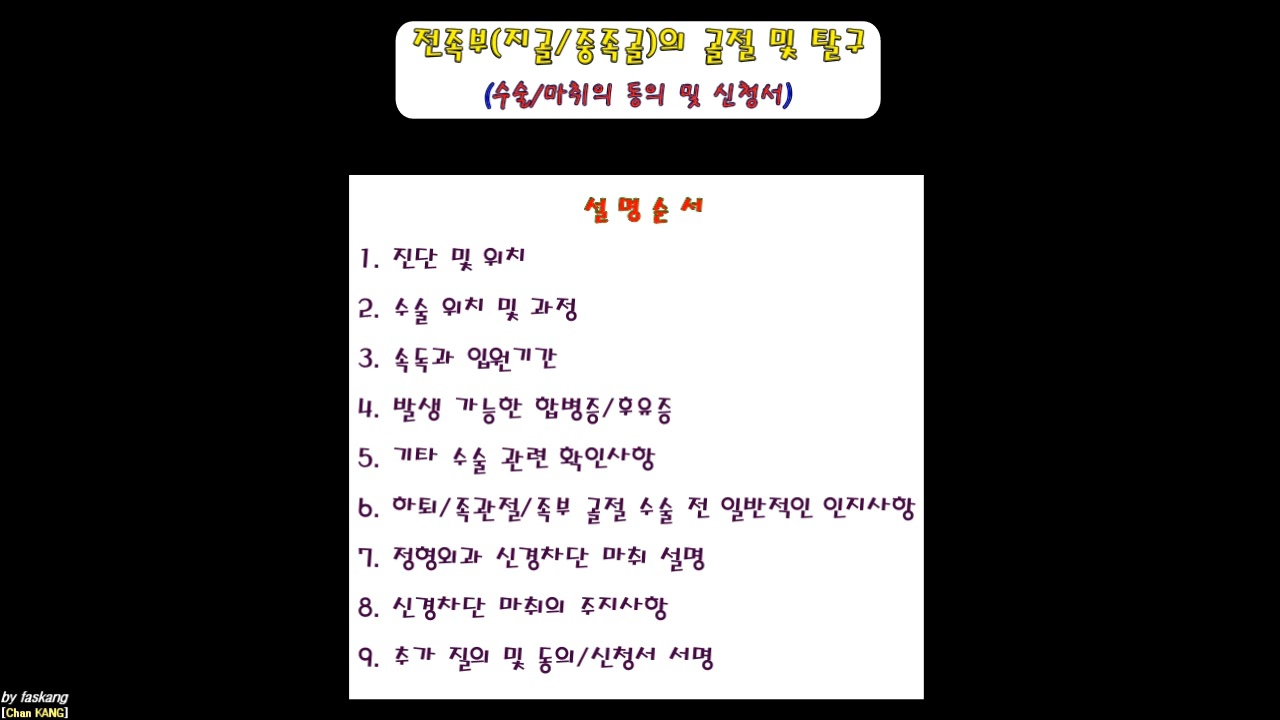 전족부(지골/중족골)의 골절 및 탈구
(수술/마취의 동의 및 신청서)
설명순서
1. 진단 및 위치
2. 수술 위치 및 과정
3. 속독과 입원기간
4. 발생 가능한 합병증/후유증
5. 기타 수술 관련 확인사항
6. 하퇴/족관절/족부 골절 수술 전 일반적인 인지사항
7. 정형외과 신경차단 마취 설명
8. 신경차단 마취의 주지사항
9. 추가 질의 및 동의/신청서 서명
by faskang
[Chan KANG]